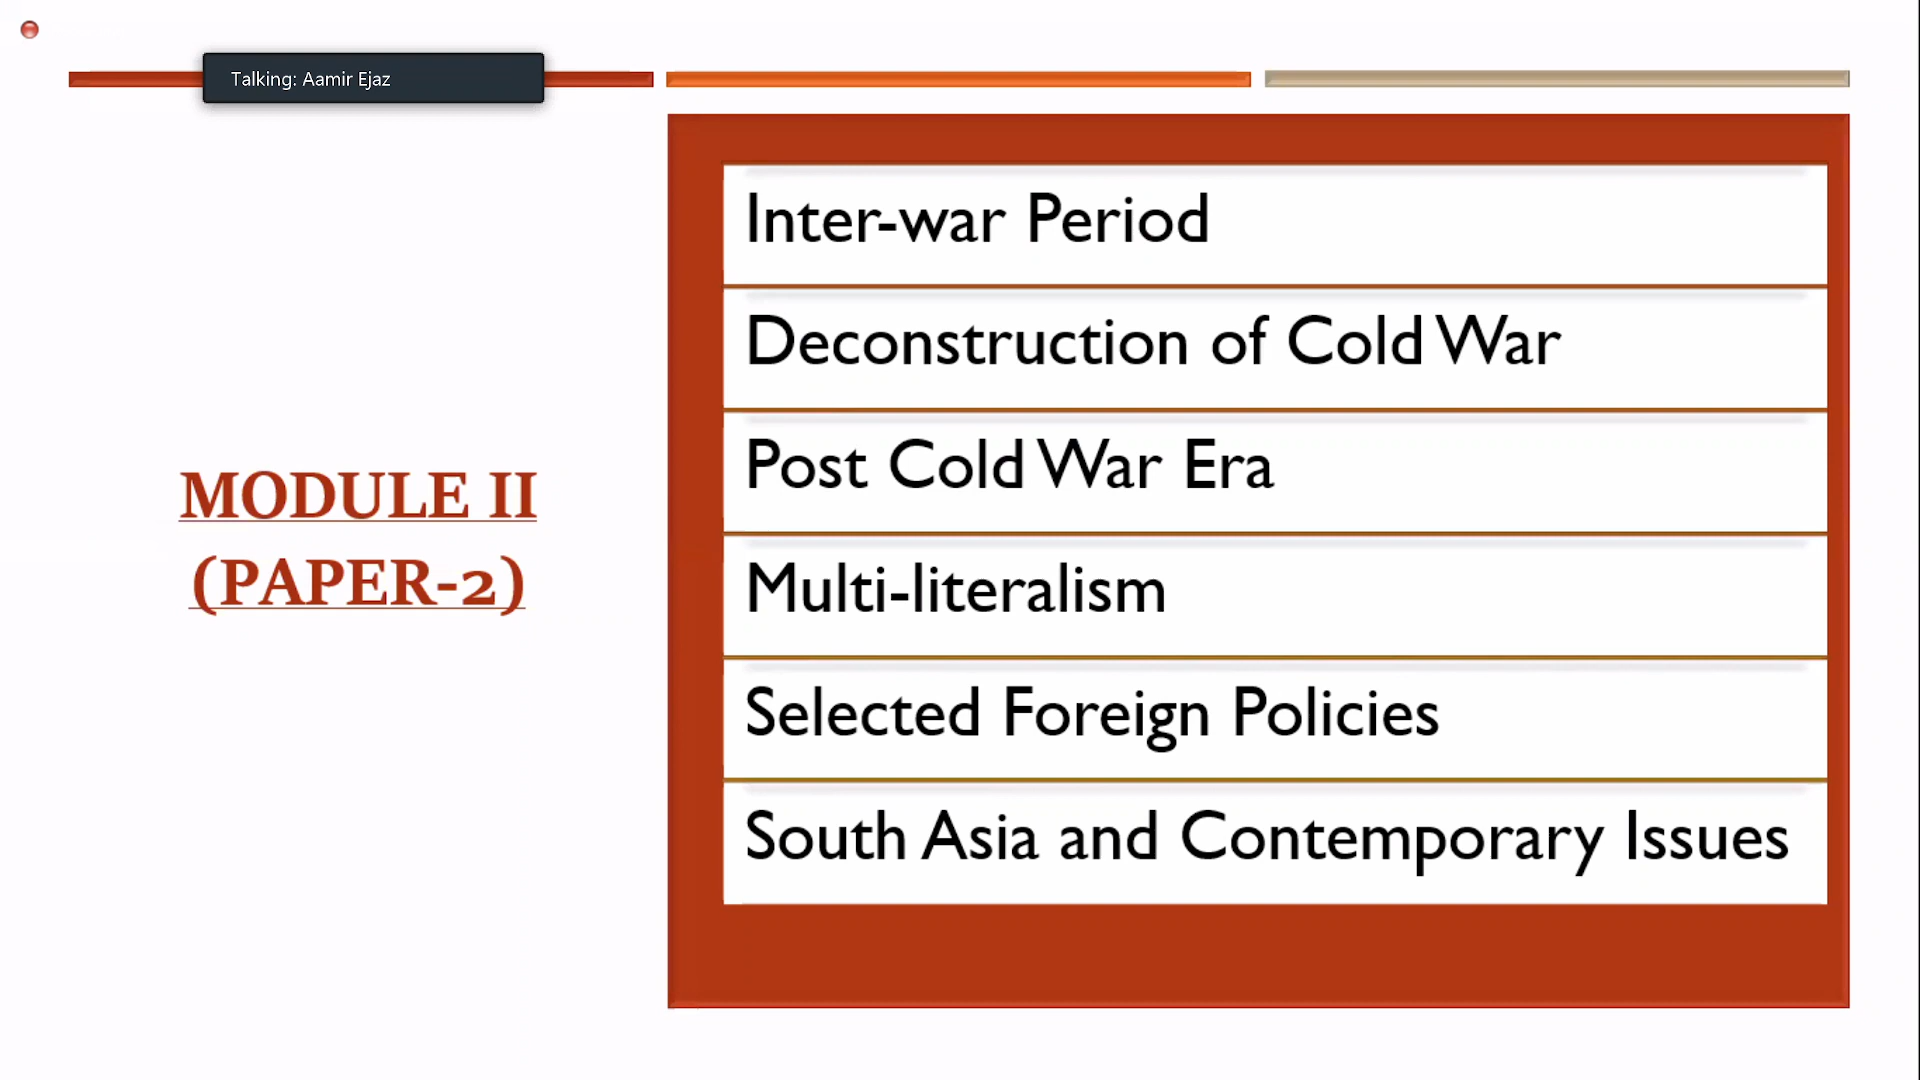 Talking: Aamir Ejaz
MODULE II
(PAPER-2)
Inter-war Period
Deconstruction of Cold War
Post Cold War Era
Multi-literalism
Selected Foreign Policies
South Asia and Contemporary Issues